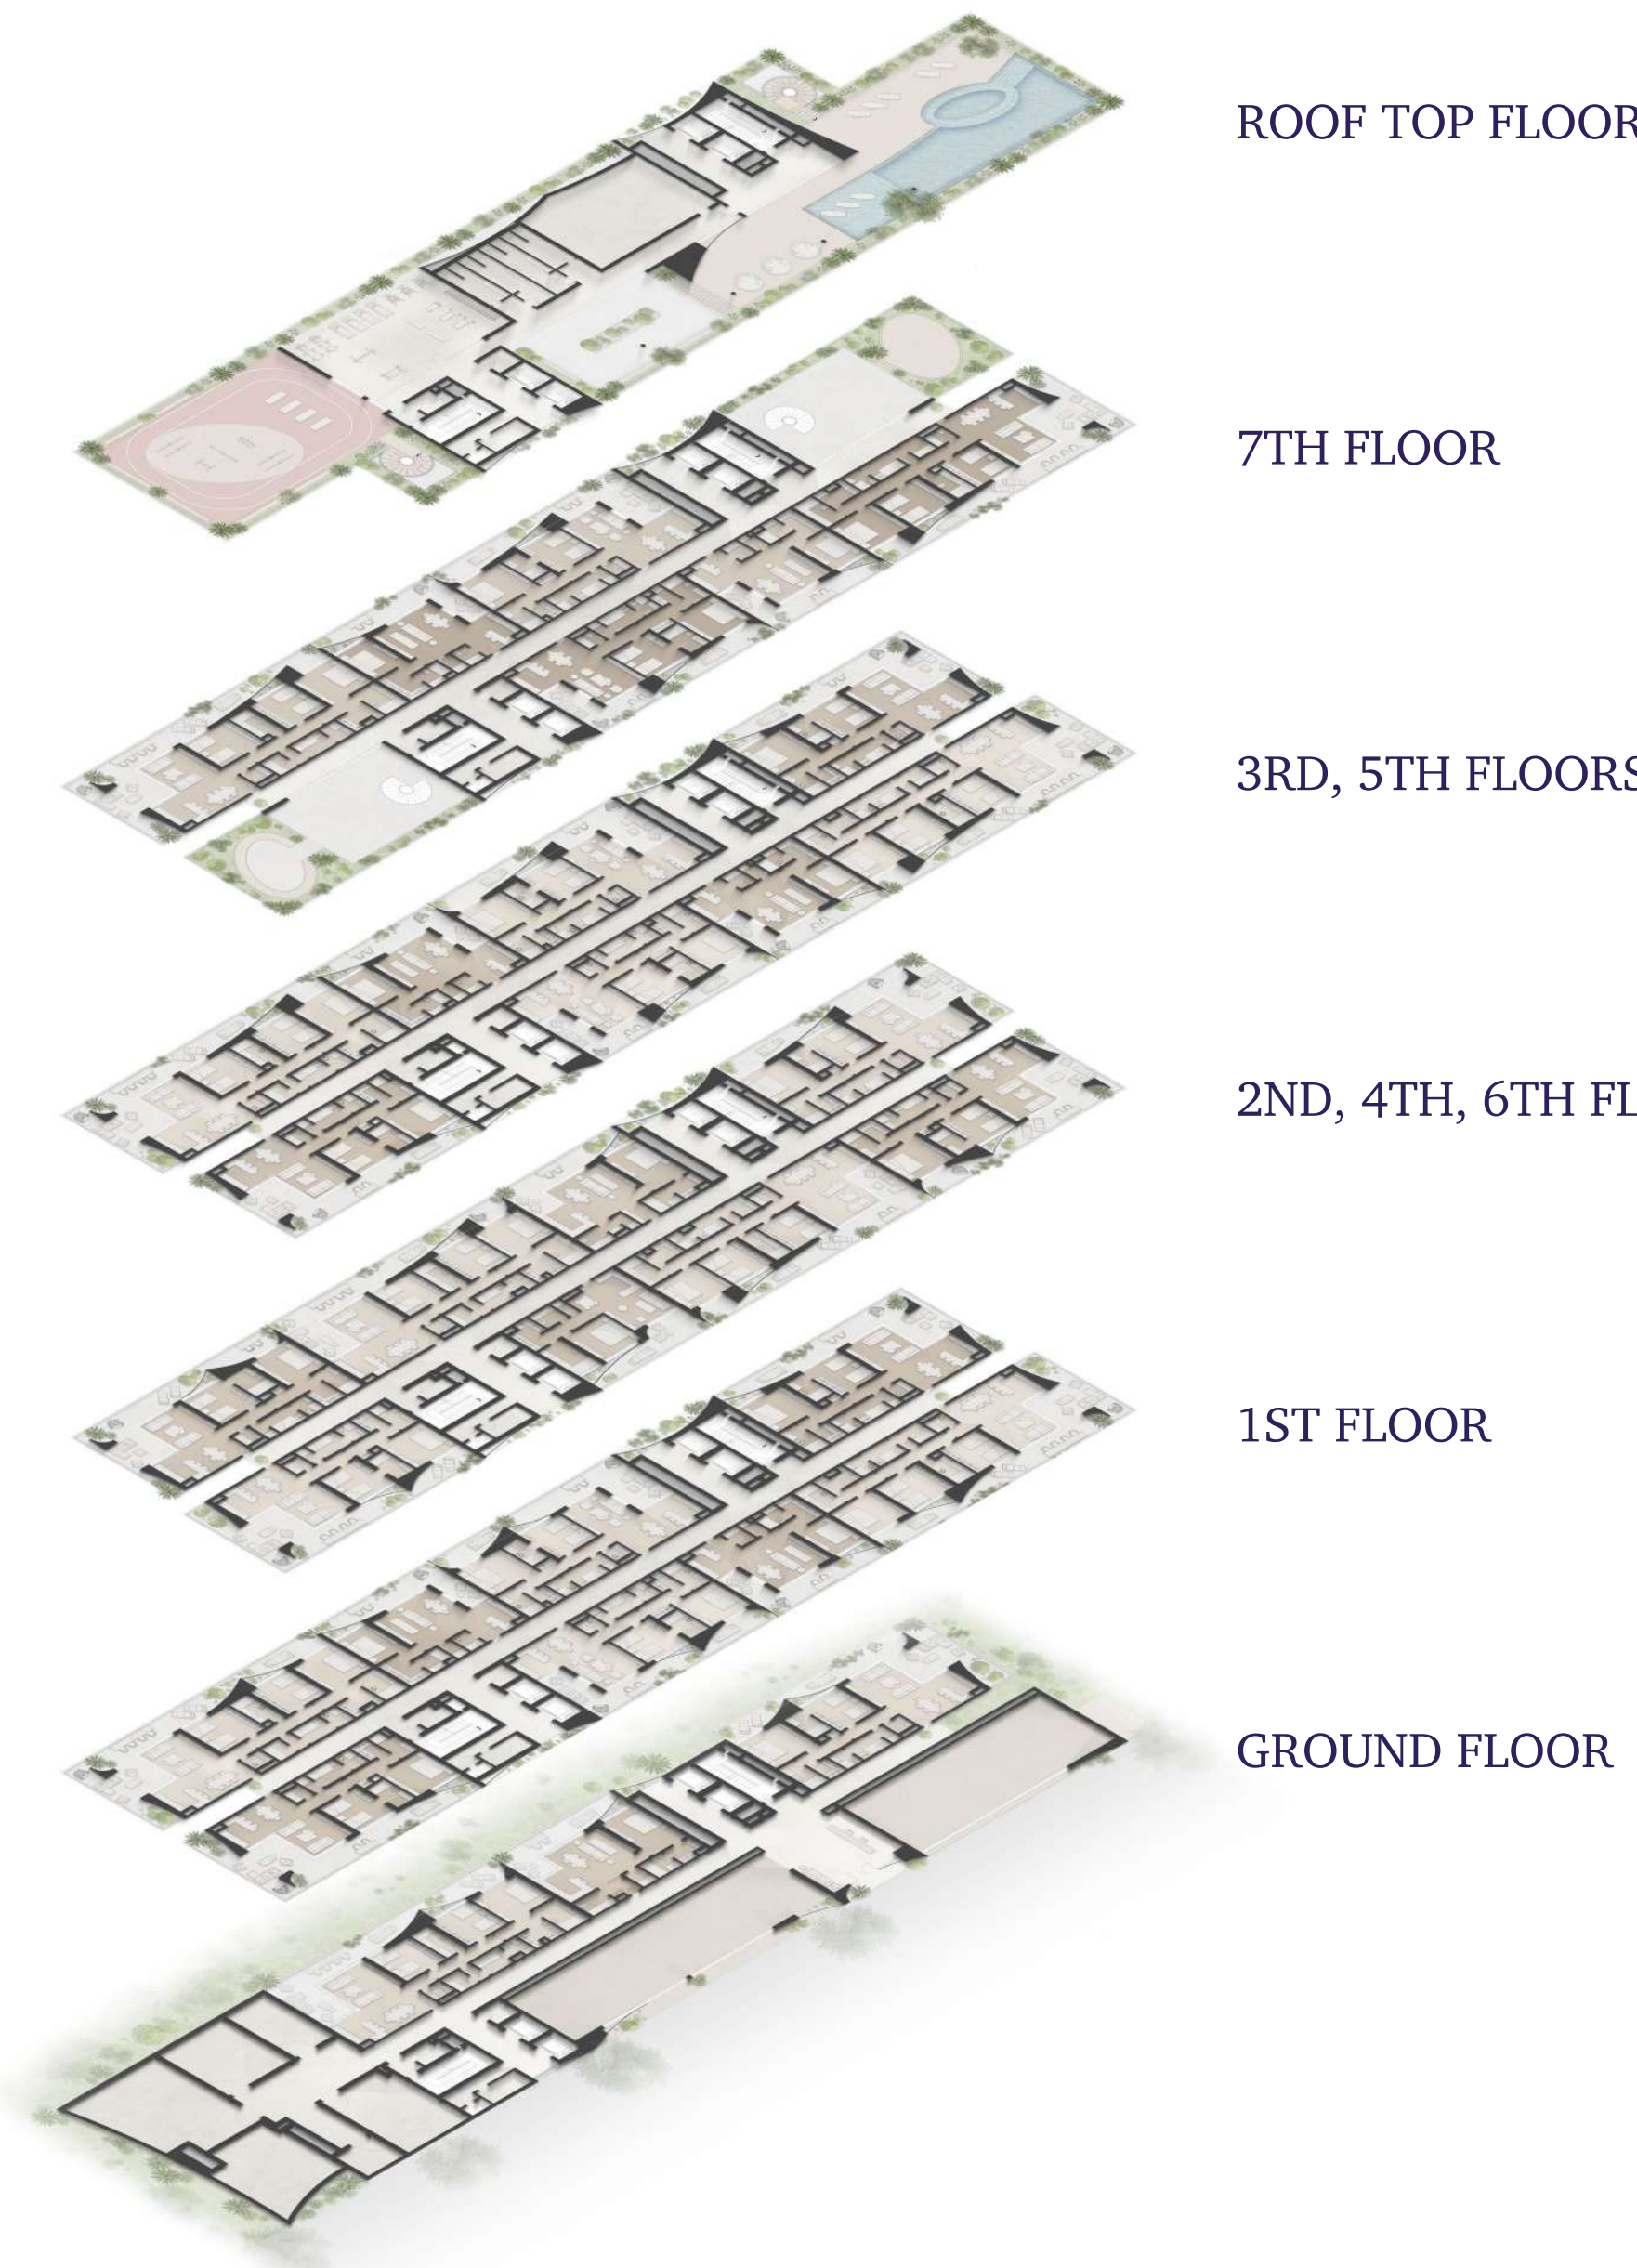 ROOF TOP FLOOR
7TH FLOOR
3RD, 5TH FLOORS
2ND, 4TH, 6TH FL
1ST FLOOR
GROUND FLOOR